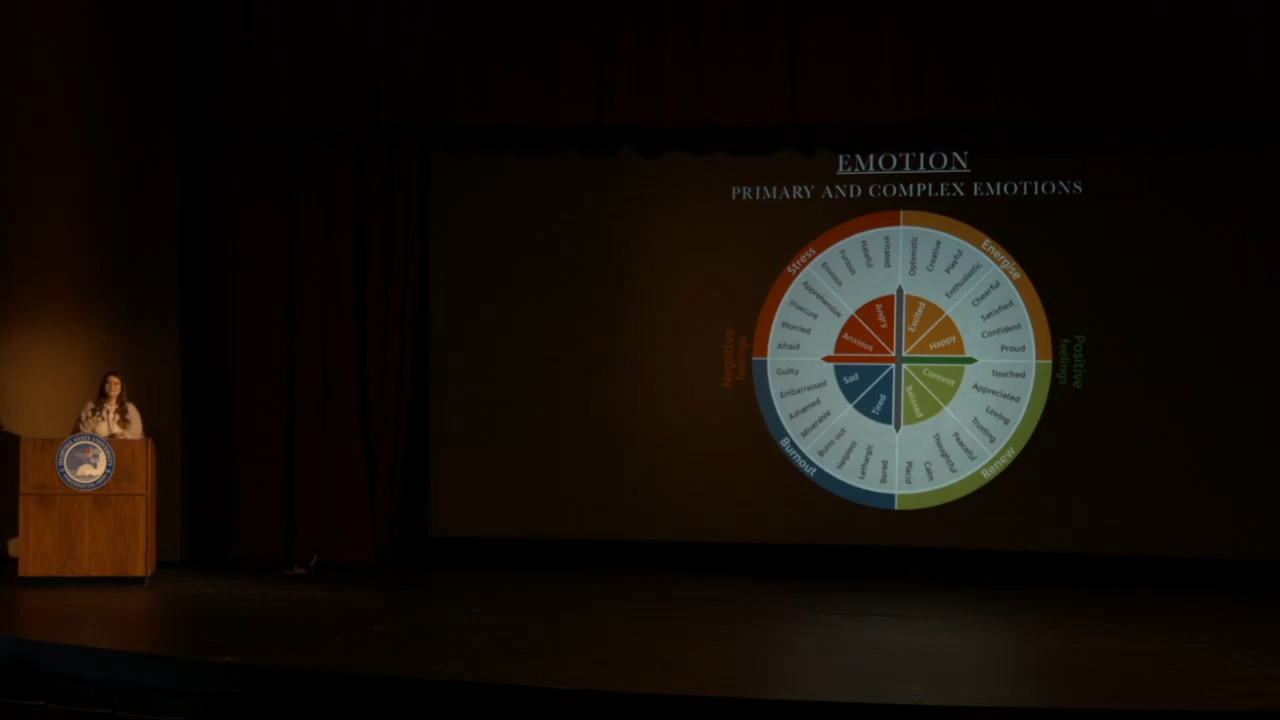 EMOTION
PRIMARY AND COMPLEX EMOTIONS
Stress
Energise
Burnout
Renew
Negative
feelings
Positive
feelings
Irritated
Hateful
Furious
Envious
Apprehensive
Insecure
Worried
Afraid
Optimistic
Creative
Playful
Enthusiastic
Cheerful
Satisfied
Confident
Proud
Guilty
Embarrassed
Ashamed
Miserable
Burnt out
Helpless
Lethargic
Bored
Touched
Appreciated
Loving
Trusting
Peaceful
Thoughtful
Calm
Placid
Angry
Anxious
Excited
Happy
Sad
Tired
Content
Relaxed